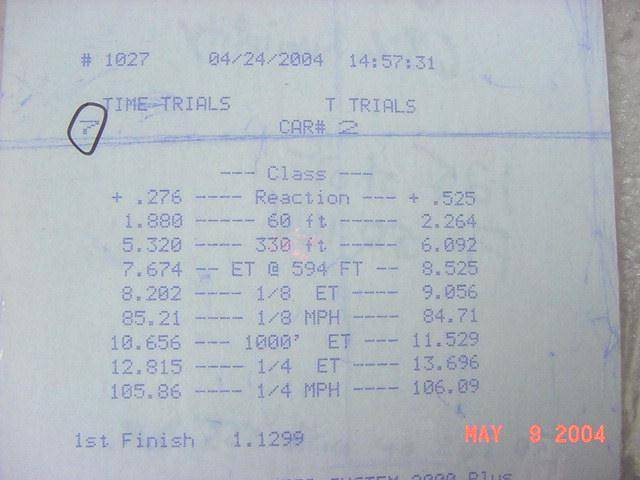 # 1027 04/24/2004 14:57:31
TIME TRIALS T TRIALS
7 CAR# 2
--- Class ---
+ .276 ---- Reaction --- + .525
1.880 ---- 60 ft ----- 2.264
5.320 ---- 330 ft ----- 6.092
7.674 -- ET @ 594 FT -- 8.525
8.202 ---- 1/8 ET ---- 9.056
85.21 ---- 1/8 MPH ---- 84.71
10.656 --- 1000' ET --- 11.529
12.815 ---- 1/4 ET ---- 13.696
105.86 ---- 1/4 MPH ---- 106.09
1st Finish 1.1299
MAY 9 2004
SYSTEM 2000 Plus